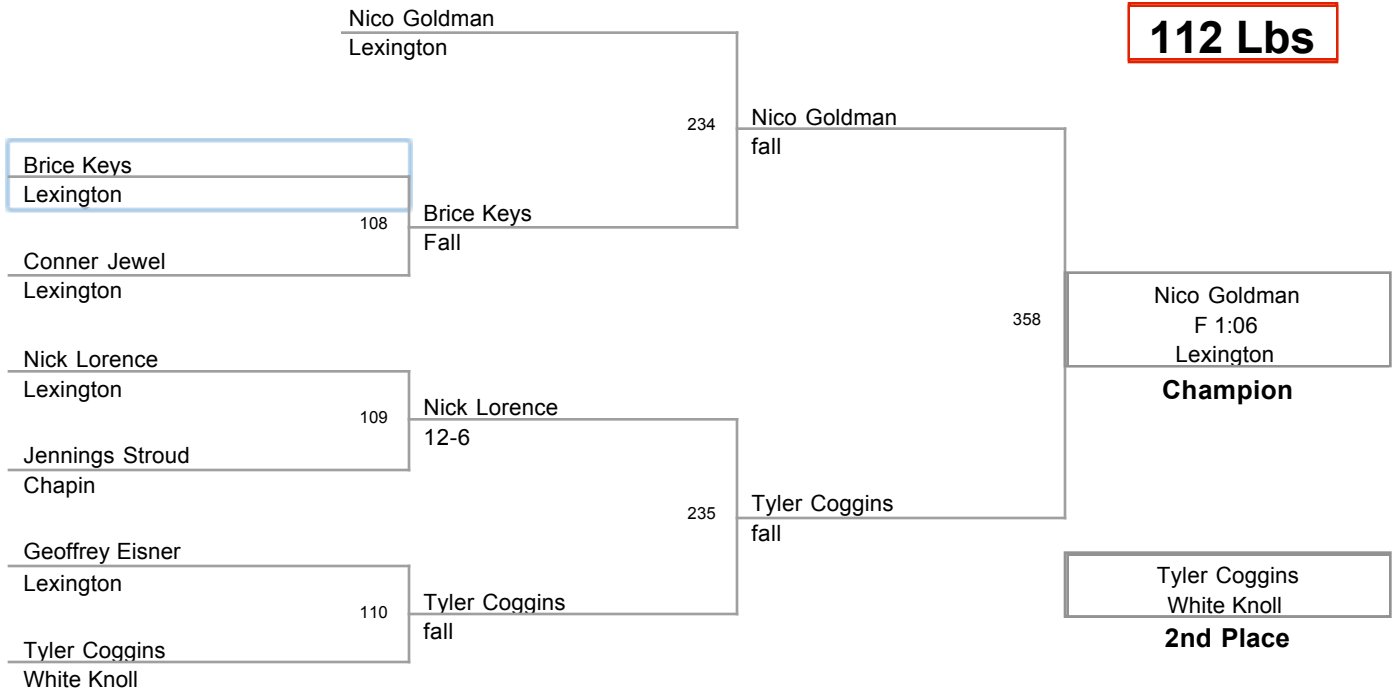 Nico Goldman
Lexington
112 Lbs
234
Nico Goldman
fall
Brice Keys
Lexington
108
Brice Keys
Fall
Conner Jewel
Lexington
358
Nico Goldman
F 1:06
Lexington
Champion
Nick Lorence
Lexington
109
Nick Lorence
12-6
Jennings Stroud
Chapin
235
Tyler Coggins
fall
Geoffrey Eisner
Lexington
110
Tyler Coggins
fall
Tyler Coggins
White Knoll
2nd Place
Tyler Coggins
White Knoll